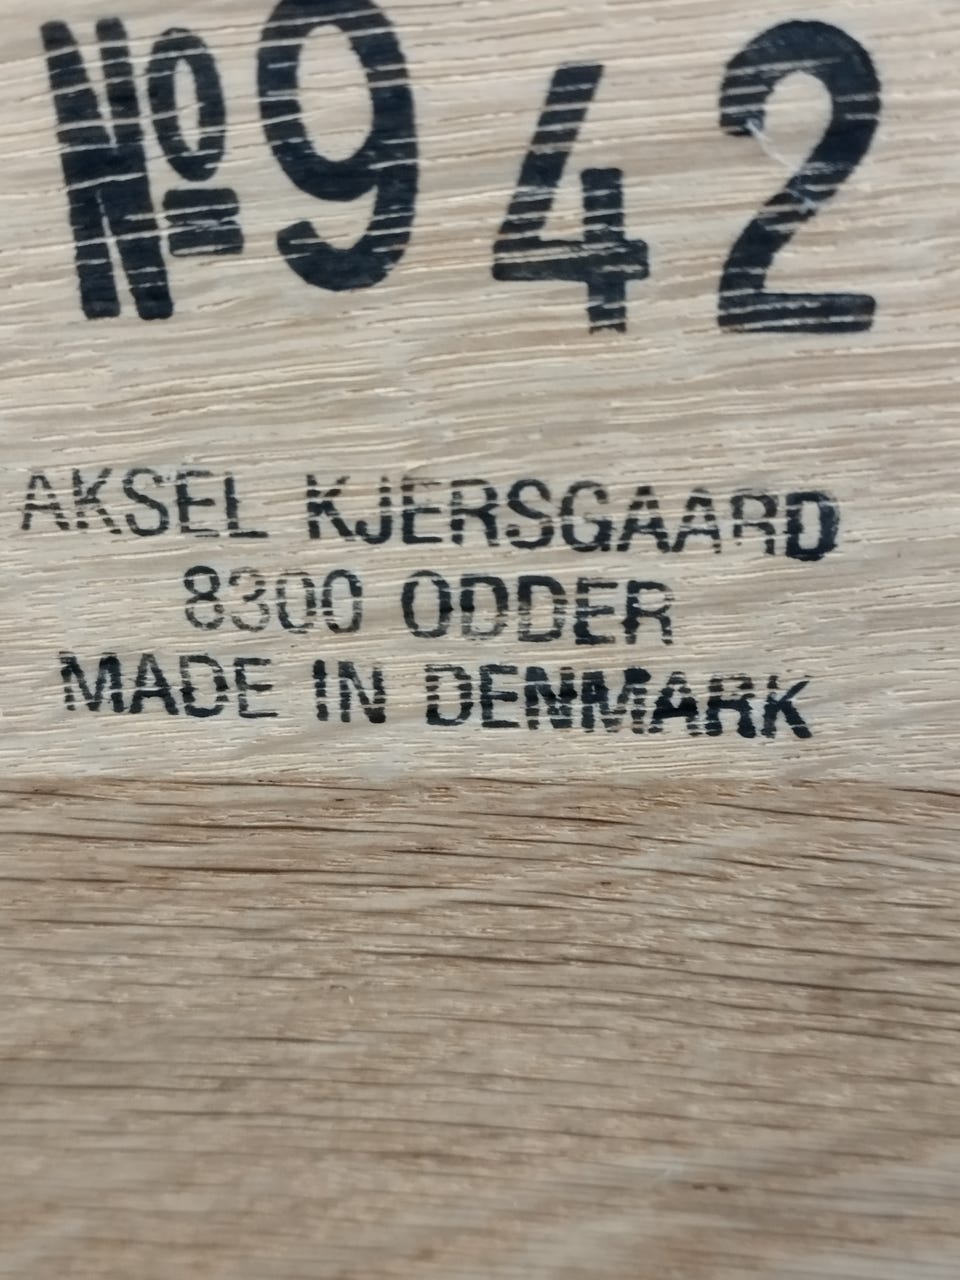 № 942
AKSEL KJERSGAARD
8300 ODDER
MADE IN DENMARK